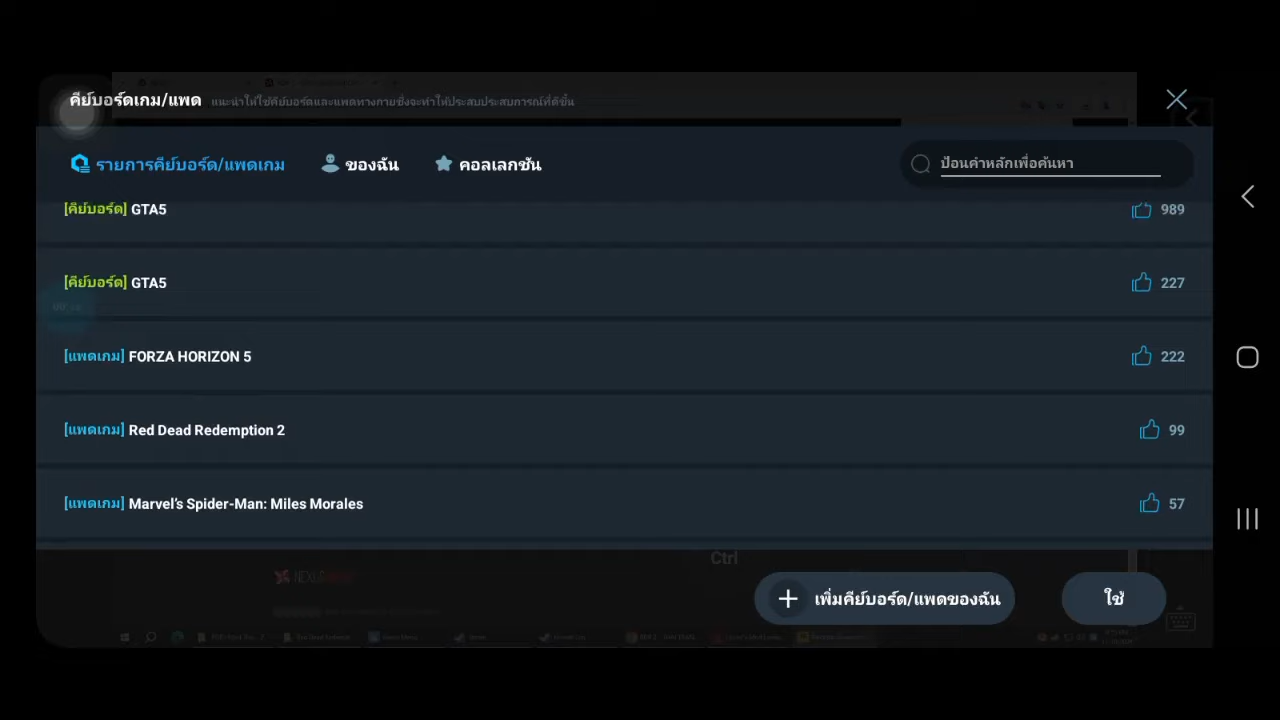 คีย์บอร์ดเกม/แพด แนะนำให้ใช้คีย์บอร์ดและแพดทางกายซึ่งจะทำให้ประสบประสบการณ์ที่ดีขึ้น
รายการคีย์บอร์ด/แพดเกม ของฉัน คอลเลกชัน ป้อนคำหลักเพื่อค้นหา
[คีย์บอร์ด] GTA5 989
[คีย์บอร์ด] GTA5 227
[แพดเกม] FORZA HORIZON 5 222
[แพดเกม] Red Dead Redemption 2 99
[แพดเกม] Marvel's Spider-Man: Miles Morales 57
Ctrl
เพิ่มคีย์บอร์ด/แพดของฉัน ใช้